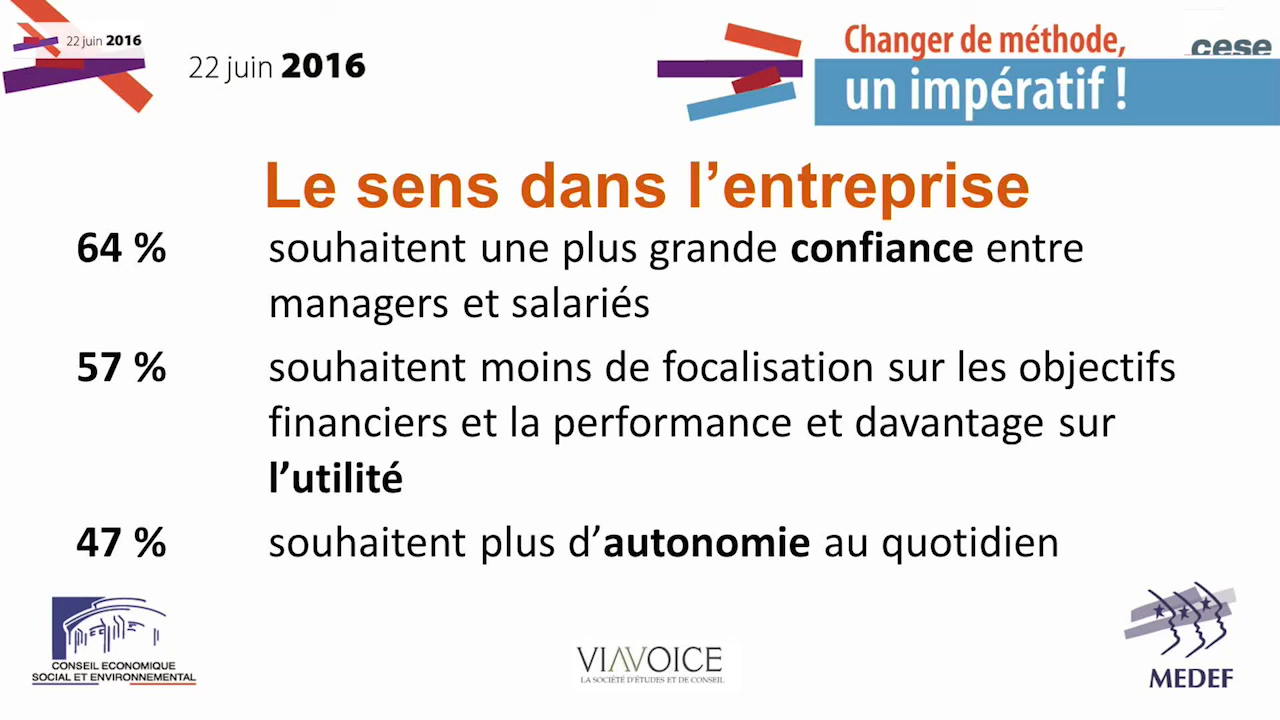 22 juin 2016
22 juin 2016
Changer de méthode,
un impératif !
cese
Le sens dans l’entreprise
64 % souhaitent une plus grande confiance entre
managers et salariés
57 % souhaitent moins de focalisation sur les objectifs
financiers et la performance et davantage sur
l’utilité
47 % souhaitent plus d’autonomie au quotidien
CONSEIL ECONOMIQUE
SOCIAL ET ENVIRONNEMENTAL
VIAVOICE
LA SOCIÉTÉ D'ÉTUDES ET DE CONSEIL
MEDEF